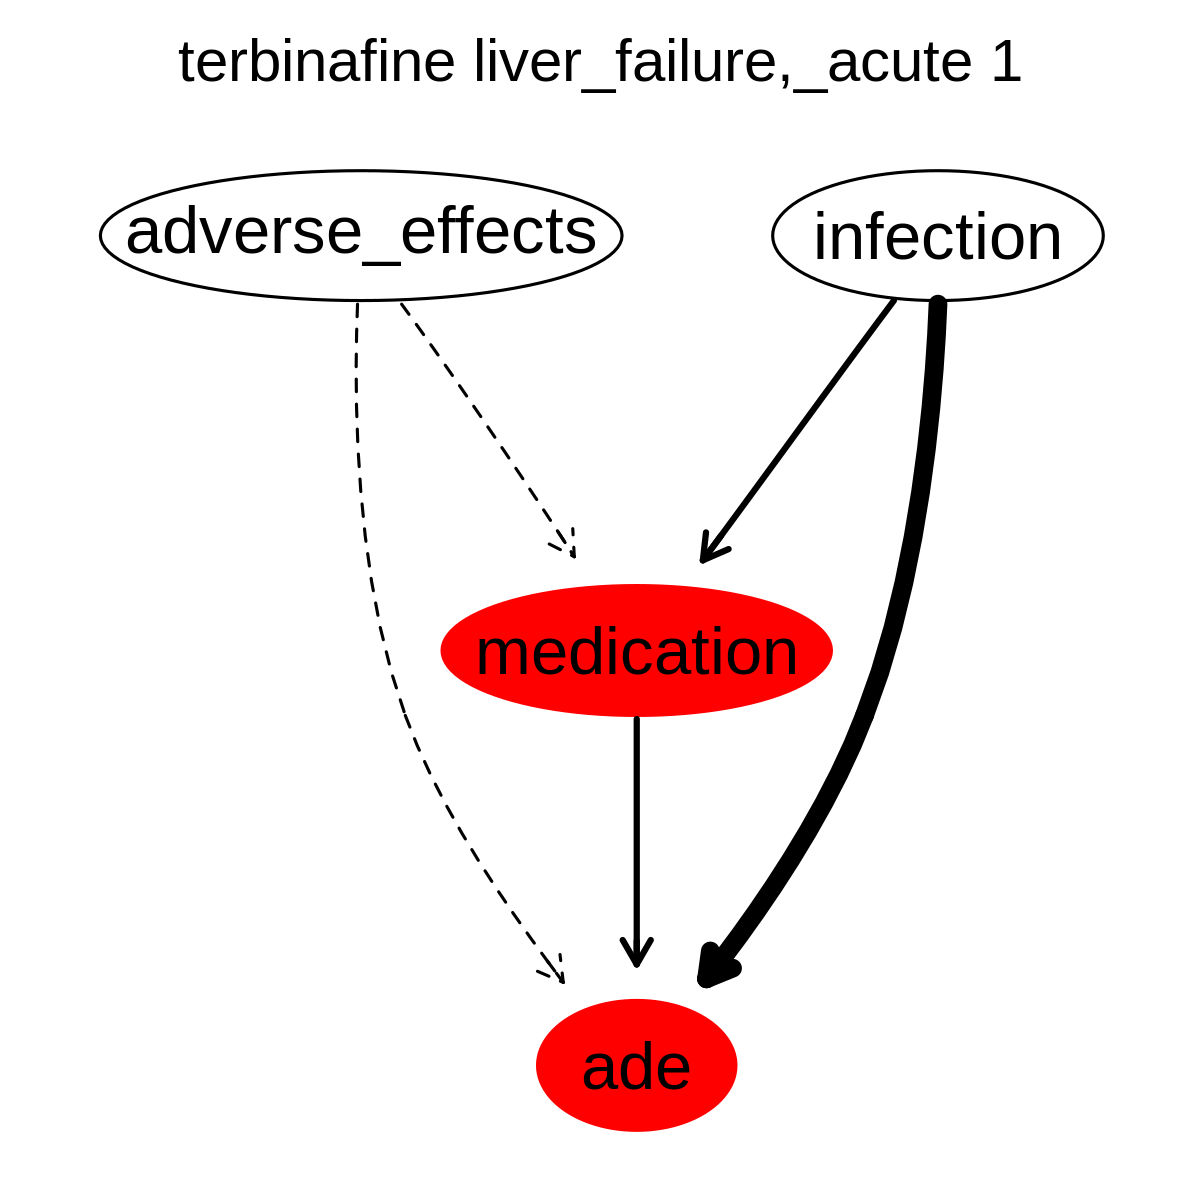 terbinafine liver_failure,_acute 1
adverse_effects
infection
medication
ade